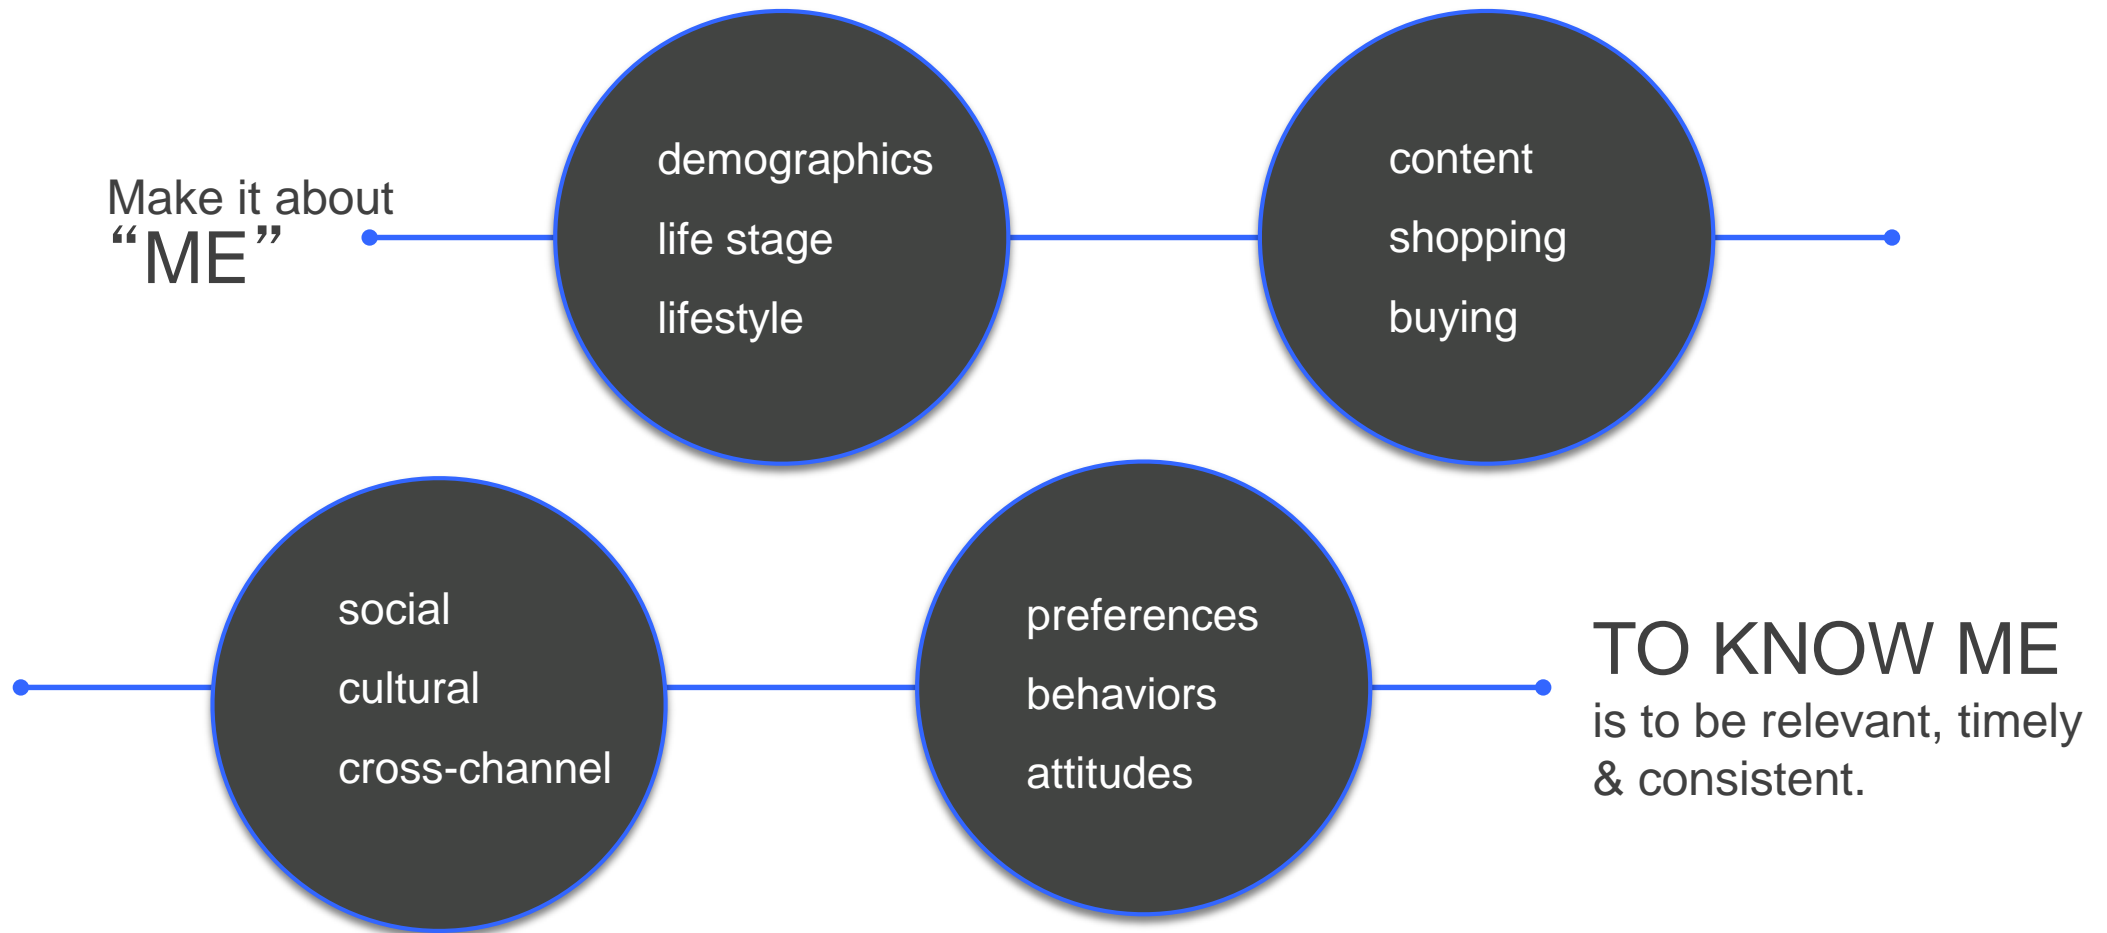 Make it about
“ME”
demographics
life stage
lifestyle
content
shopping
buying
social
cultural
cross-channel
preferences
behaviors
attitudes
TO KNOW ME
is to be relevant, timely
& consistent.